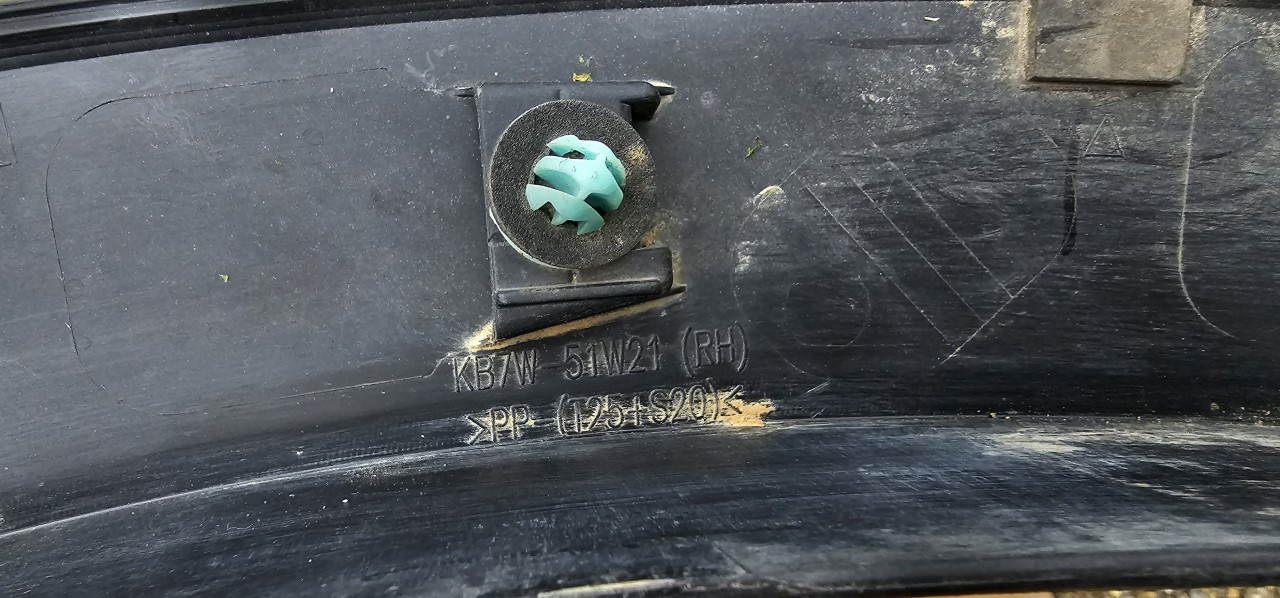 A
KB7W-51W21 (RH)
>PP (T25+S20)<